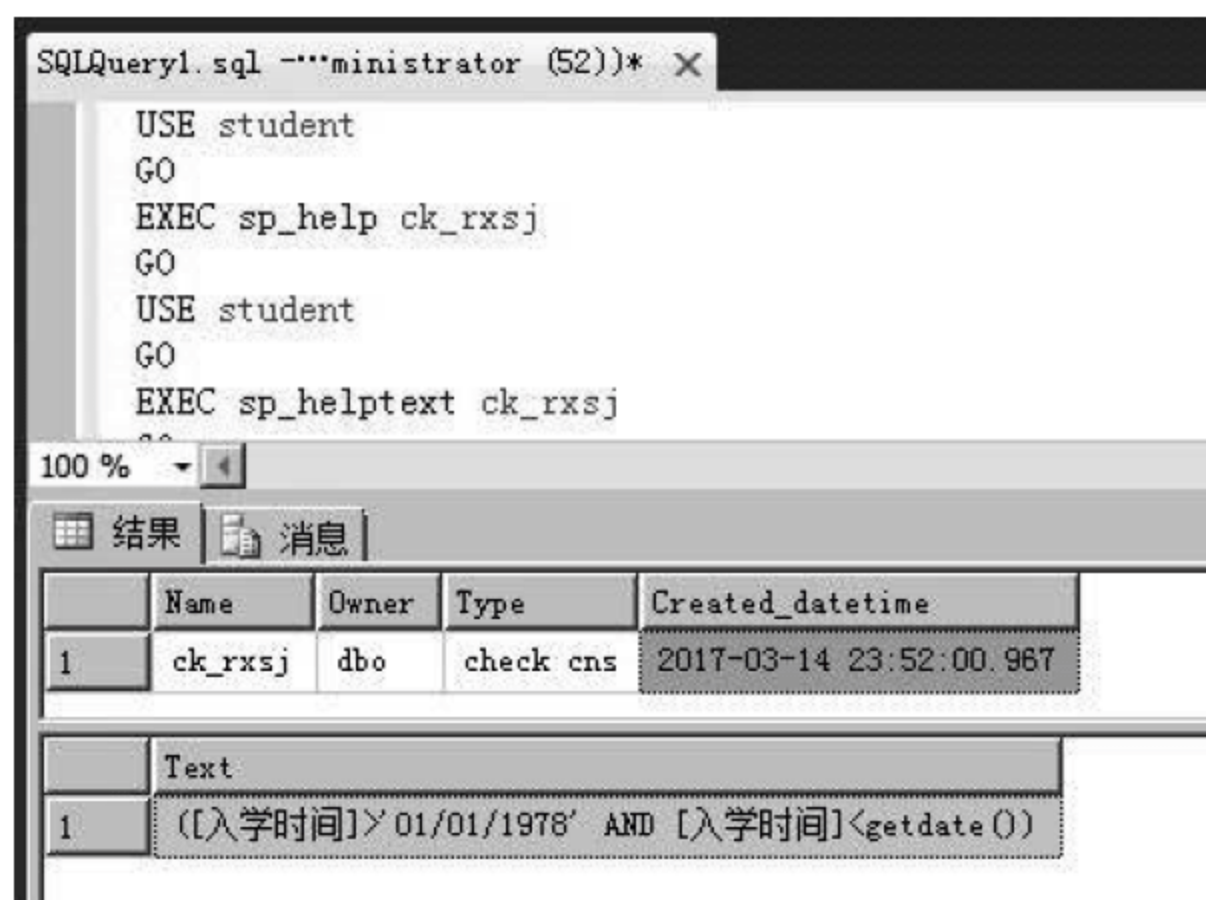 SQLQuery1.sql -…ministrator (52))*
USE student
GO
EXEC sp_help ck_rxsj
GO
USE student
GO
EXEC sp_helptext ck_rxsj
100 %
结果 消息
Name Owner Type Created_datetime
1 ck_rxsj dbo check cns 2017-03-14 23:52:00.967
Text
1 ([入学时间]>'01/01/1978' AND [入学时间]<getdate())